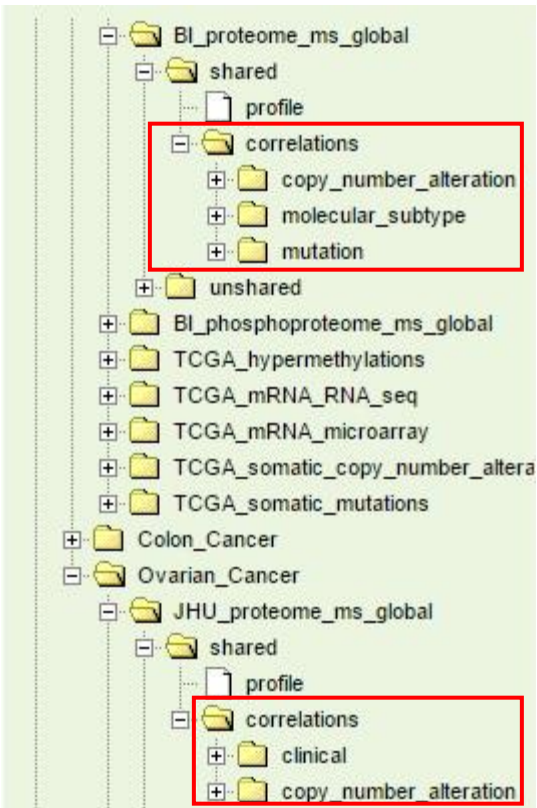 BI_proteome_ms_global
shared
profile
correlations
copy_number_alteration
molecular_subtype
mutation
unshared
BI_phosphoproteome_ms_global
TCGA_hypermethylations
TCGA_mRNA_RNA_seq
TCGA_mRNA_microarray
TCGA_somatic_copy_number_altera
TCGA_somatic_mutations
Colon_Cancer
Ovarian_Cancer
JHU_proteome_ms_global
shared
profile
correlations
clinical
copy_number_alteration